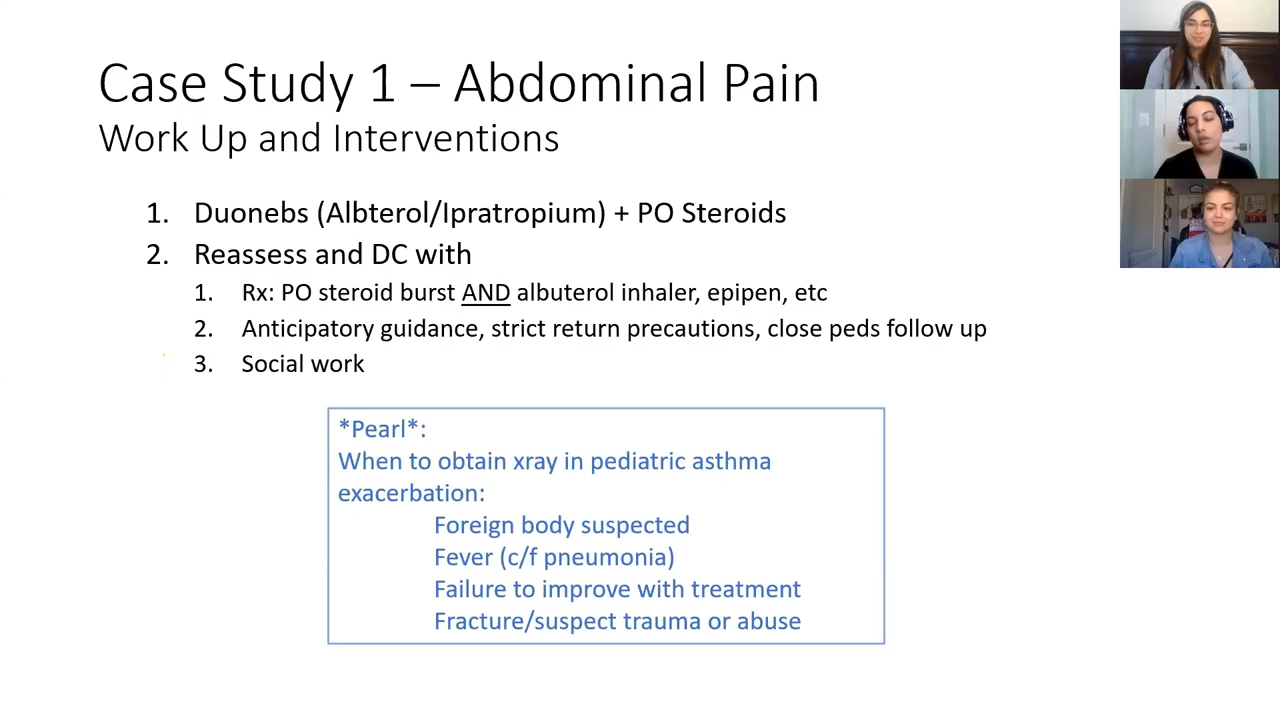 Case Study 1 – Abdominal Pain
Work Up and Interventions
1. Duonebs (Albterol/Ipratropium) + PO Steroids
2. Reassess and DC with
1. Rx: PO steroid burst AND albuterol inhaler, epipen, etc
2. Anticipatory guidance, strict return precautions, close peds follow up
3. Social work
*Pearl*:
When to obtain xray in pediatric asthma
exacerbation:
Foreign body suspected
Fever (c/f pneumonia)
Failure to improve with treatment
Fracture/suspect trauma or abuse